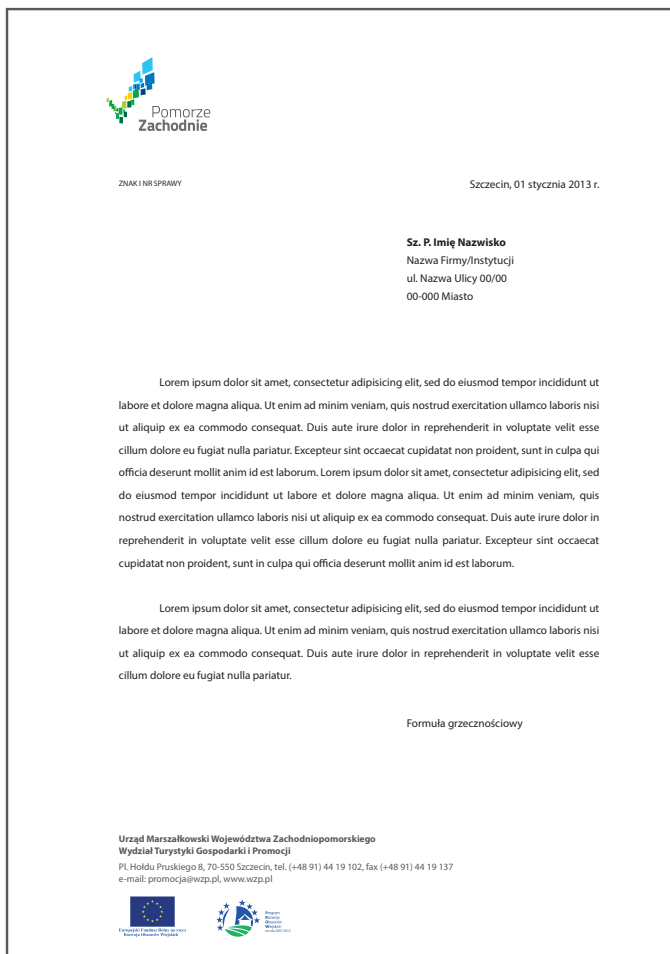 Pomorze
Zachodnie
ZNAK I NR SPRAWY
Szczecin, 01 stycznia 2013 r.
Sz. P. Imię Nazwisko
Nazwa Firmy/Instytucji
ul. Nazwa Ulicy 00/00
00-000 Miasto
Lorem ipsum dolor sit amet, consectetur adipisicing elit, sed do eiusmod tempor incididunt ut
labore et dolore magna aliqua. Ut enim ad minim veniam, quis nostrud exercitation ullamco laboris nisi
ut aliquip ex ea commodo consequat. Duis aute irure dolor in reprehenderit in voluptate velit esse
cillum dolore eu fugiat nulla pariatur. Excepteur sint occaecat cupidatat non proident, sunt in culpa qui
officia deserunt mollit anim id est laborum. Lorem ipsum dolor sit amet, consectetur adipisicing elit, sed
do eiusmod tempor incididunt ut labore et dolore magna aliqua. Ut enim ad minim veniam, quis
nostrud exercitation ullamco laboris nisi ut aliquip ex ea commodo consequat. Duis aute irure dolor in
reprehenderit in voluptate velit esse cillum dolore eu fugiat nulla pariatur. Excepteur sint occaecat
cupidatat non proident, sunt in culpa qui officia deserunt mollit anim id est laborum.
Lorem ipsum dolor sit amet, consectetur adipisicing elit, sed do eiusmod tempor incididunt ut
labore et dolore magna aliqua. Ut enim ad minim veniam, quis nostrud exercitation ullamco laboris nisi
ut aliquip ex ea commodo consequat. Duis aute irure dolor in reprehenderit in voluptate velit esse
cillum dolore eu fugiat nulla pariatur.
Formuła grzecznościowy
Urząd Marszałkowski Województwa Zachodniopomorskiego
Wydział Turystyki Gospodarki i Promocji
Pl. Hołdu Pruskiego 8, 70-550 Szczecin, tel. (+48 91) 44 19 102, fax (+48 91) 44 19 137
e-mail: promocja@wzp.pl, www.wzp.pl
Europejski Fundusz Rolny na rzecz
Rozwoju Obszarów Wiejskich
Program
Rozwoju
Obszarów
Wiejskich